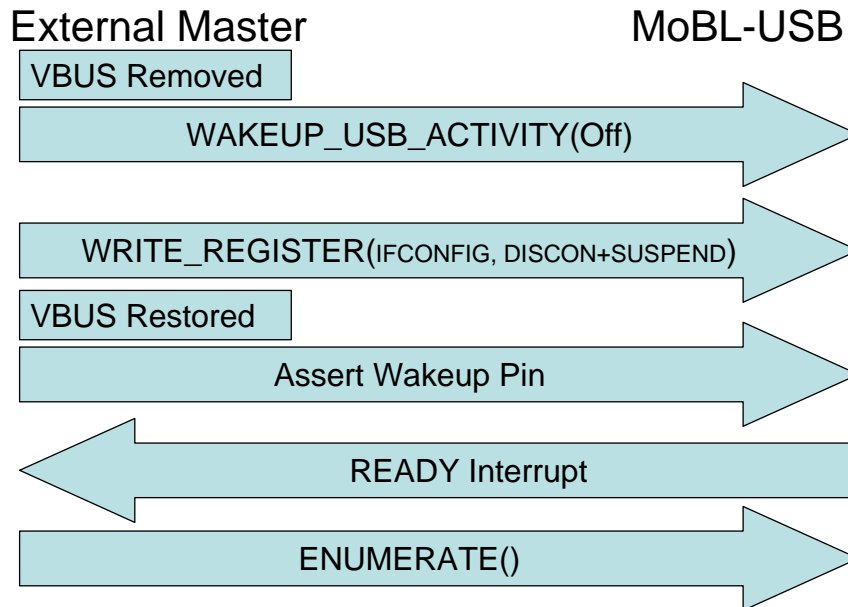 External Master MoBL-USB
VBUS Removed
WAKEUP_USB_ACTIVITY(Off)
WRITE_REGISTER(IFCONFIG, DISCON+SUSPEND)
VBUS Restored
Assert Wakeup Pin
READY Interrupt
ENUMERATE()